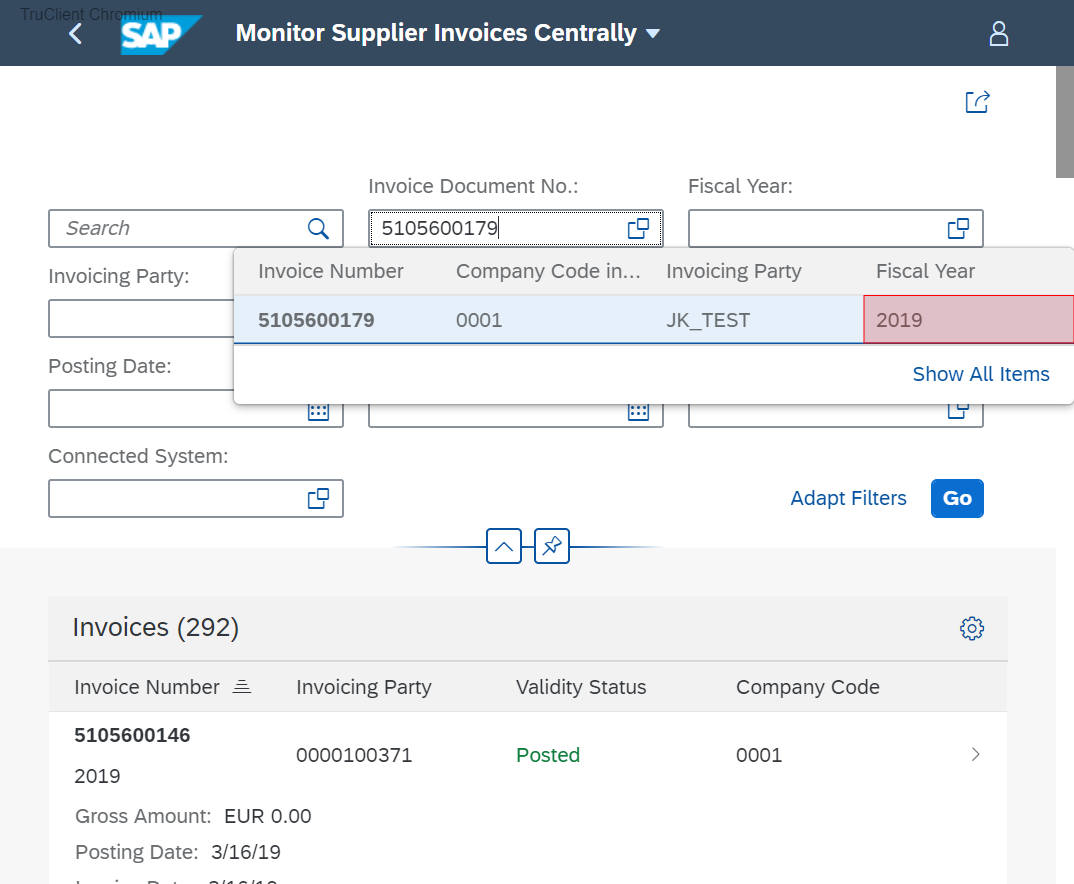 TruClient Chromium
SAP Monitor Supplier Invoices Centrally
Invoice Document No.: Fiscal Year:
Search 5105600179
Invoicing Party:
Invoice Number Company Code in... Invoicing Party Fiscal Year
5105600179 0001 JK_TEST 2019
Posting Date:
Show All Items
Connected System:
Adapt Filters Go
Invoices (292)
Invoice Number Invoicing Party Validity Status Company Code
5105600146
0000100371 Posted 0001
2019
Gross Amount: EUR 0.00
Posting Date: 3/16/19